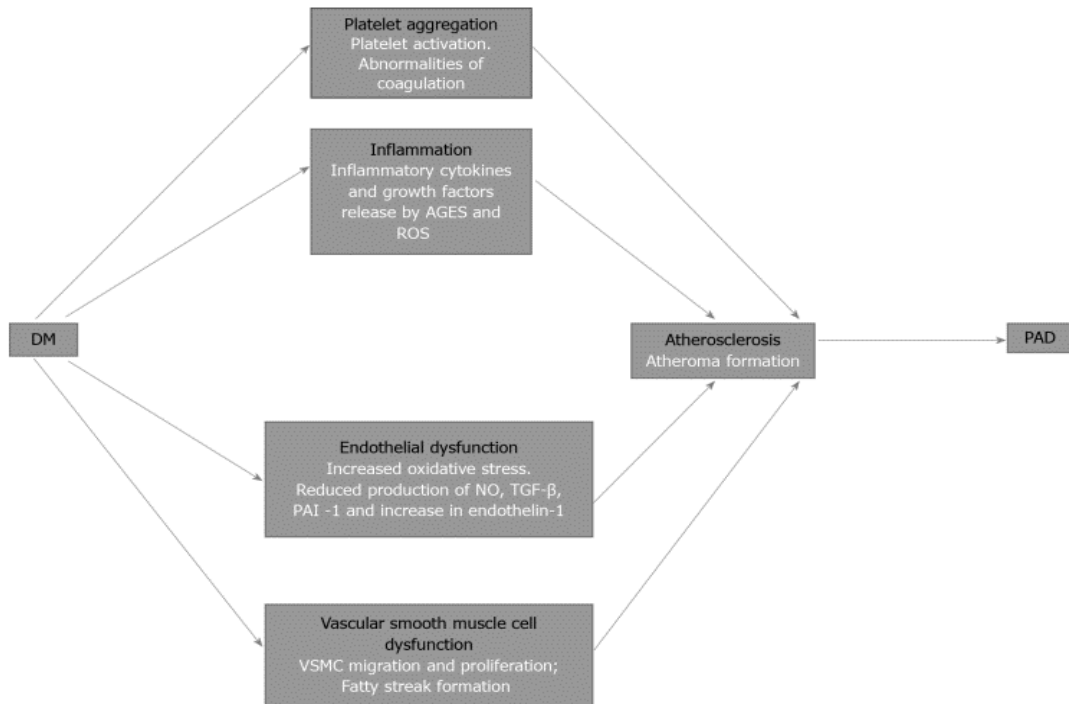 Platelet aggregation
Platelet activation.
Abnormalities of
coagulation
Inflammation
Inflammatory cytokines
and growth factors
release by AGES and
ROS
DM
Atherosclerosis
Atheroma formation
PAD
Endothelial dysfunction
Increased oxidative stress.
Reduced production of NO, TGF-β,
PAI -1 and increase in endothelin-1
Vascular smooth muscle cell
dysfunction
VSMC migration and proliferation;
Fatty streak formation